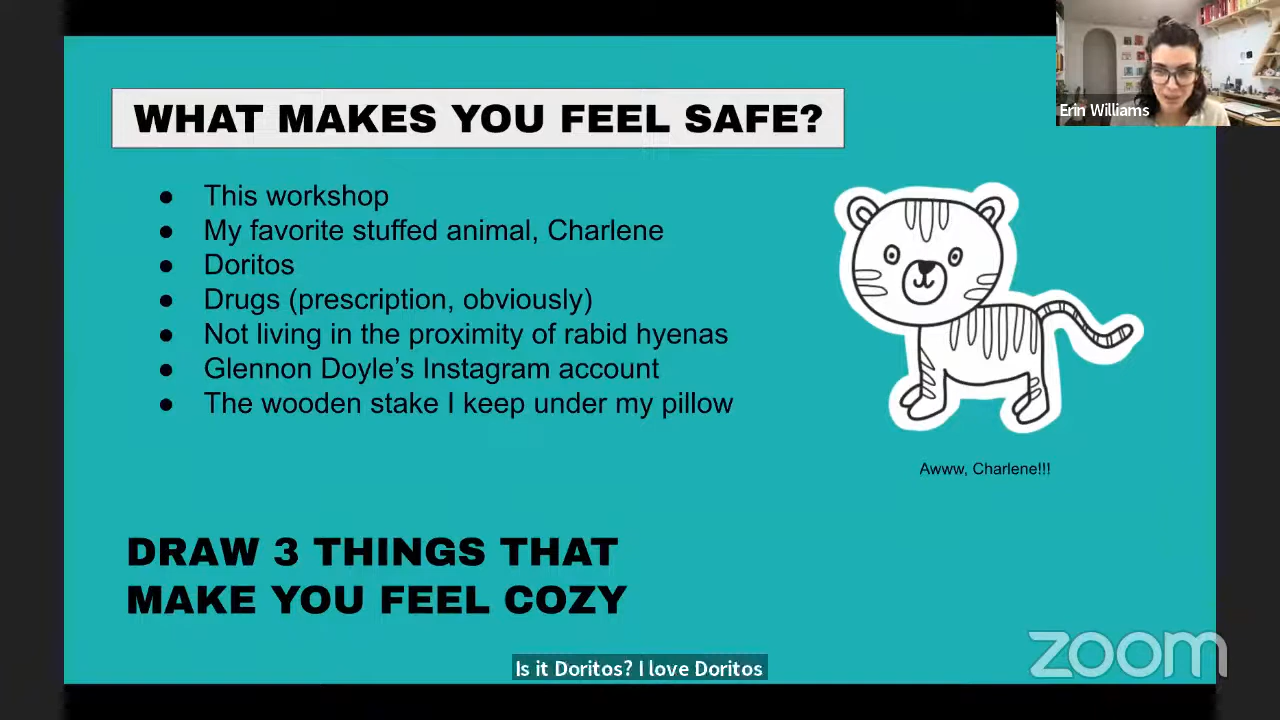 WHAT MAKES YOU FEEL SAFE?
Erin Williams
● This workshop
● My favorite stuffed animal, Charlene
● Doritos
● Drugs (prescription, obviously)
● Not living in the proximity of rabid hyenas
● Glennon Doyle’s Instagram account
● The wooden stake I keep under my pillow
Awww, Charlene!!!
DRAW 3 THINGS THAT
MAKE YOU FEEL COZY
Is it Doritos? I love Doritos
zoom